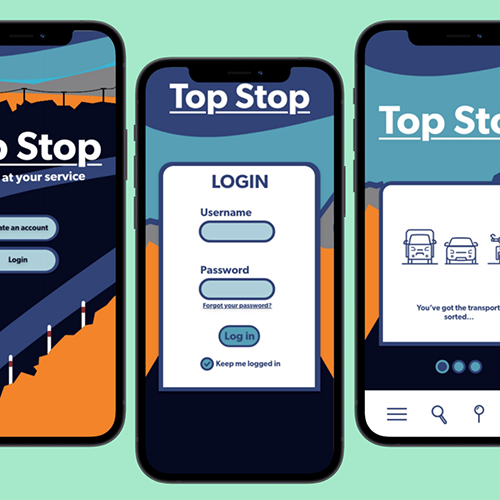 p Stop
at your service
ate an account
Login
Top Stop
LOGIN
Username
Password
Forgot your password?
Log in
Keep me logged in
Top Sto
You've got the transport
sorted...